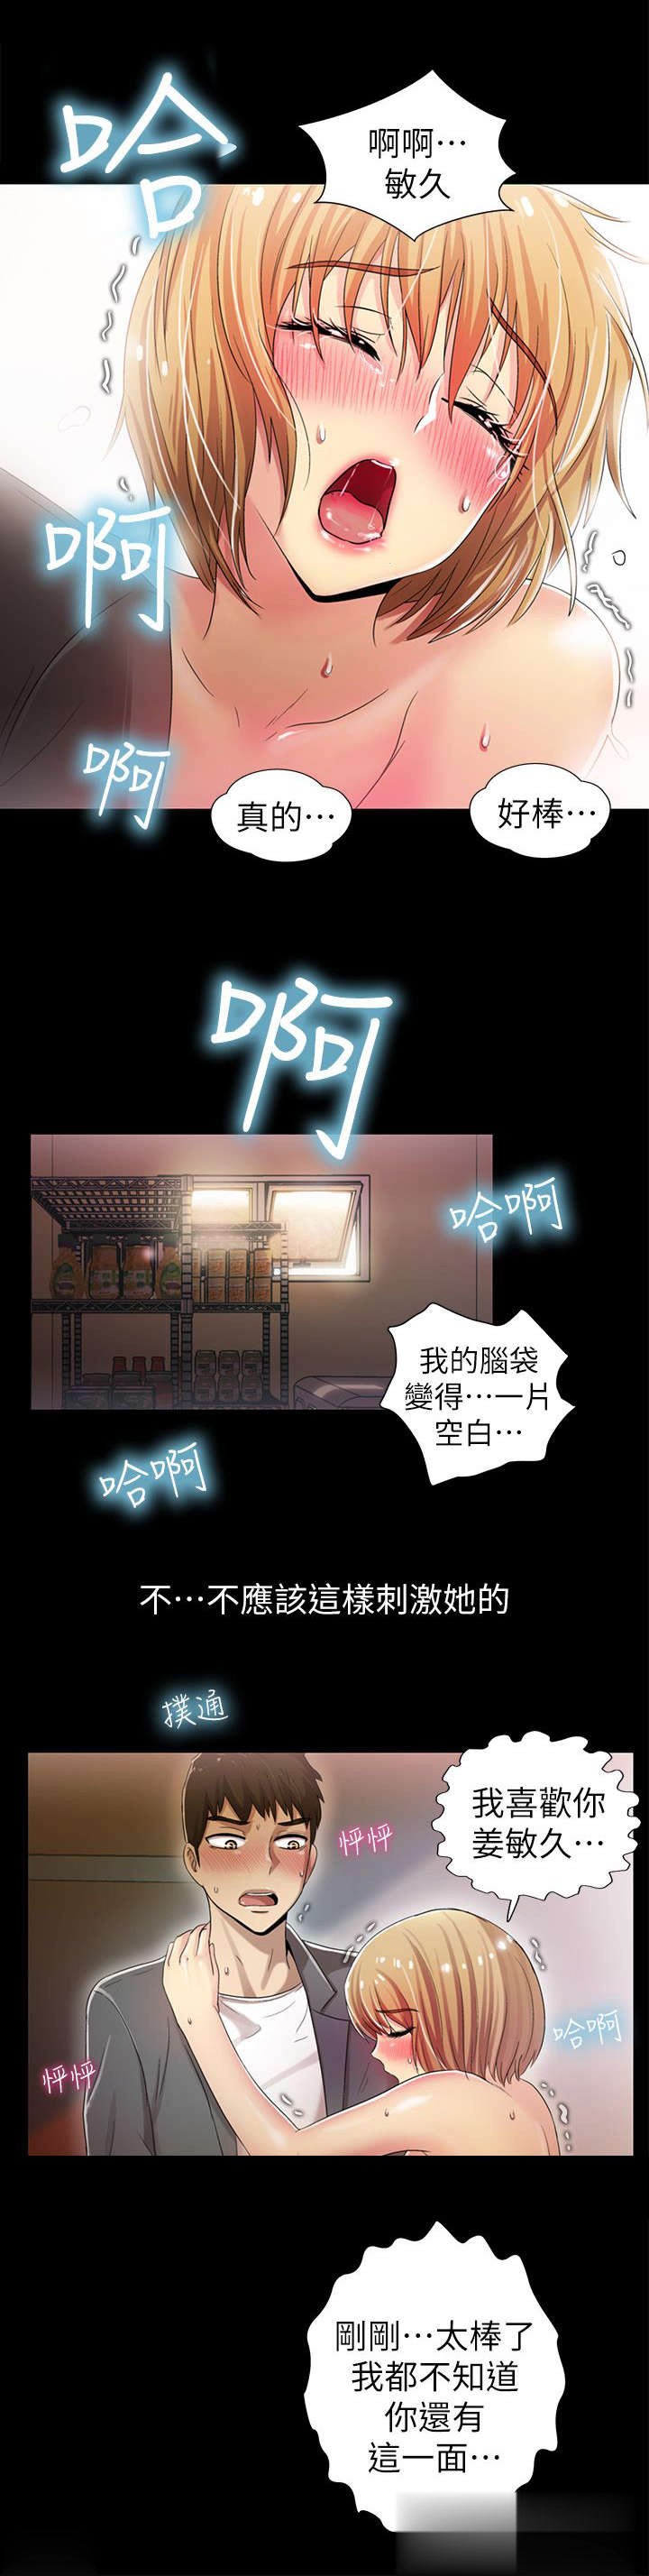 哈
啊啊⋯
敏久
啊
啊
真的⋯
好棒⋯
啊
哈啊
我的腦袋
變得⋯一片
空白⋯
哈啊
不⋯不應該這樣刺激她的
撲通
我喜歡你
姜敏久⋯
怦怦
哈啊
怦怦
剛剛⋯太棒了
我都不知道
你還有
這一面⋯